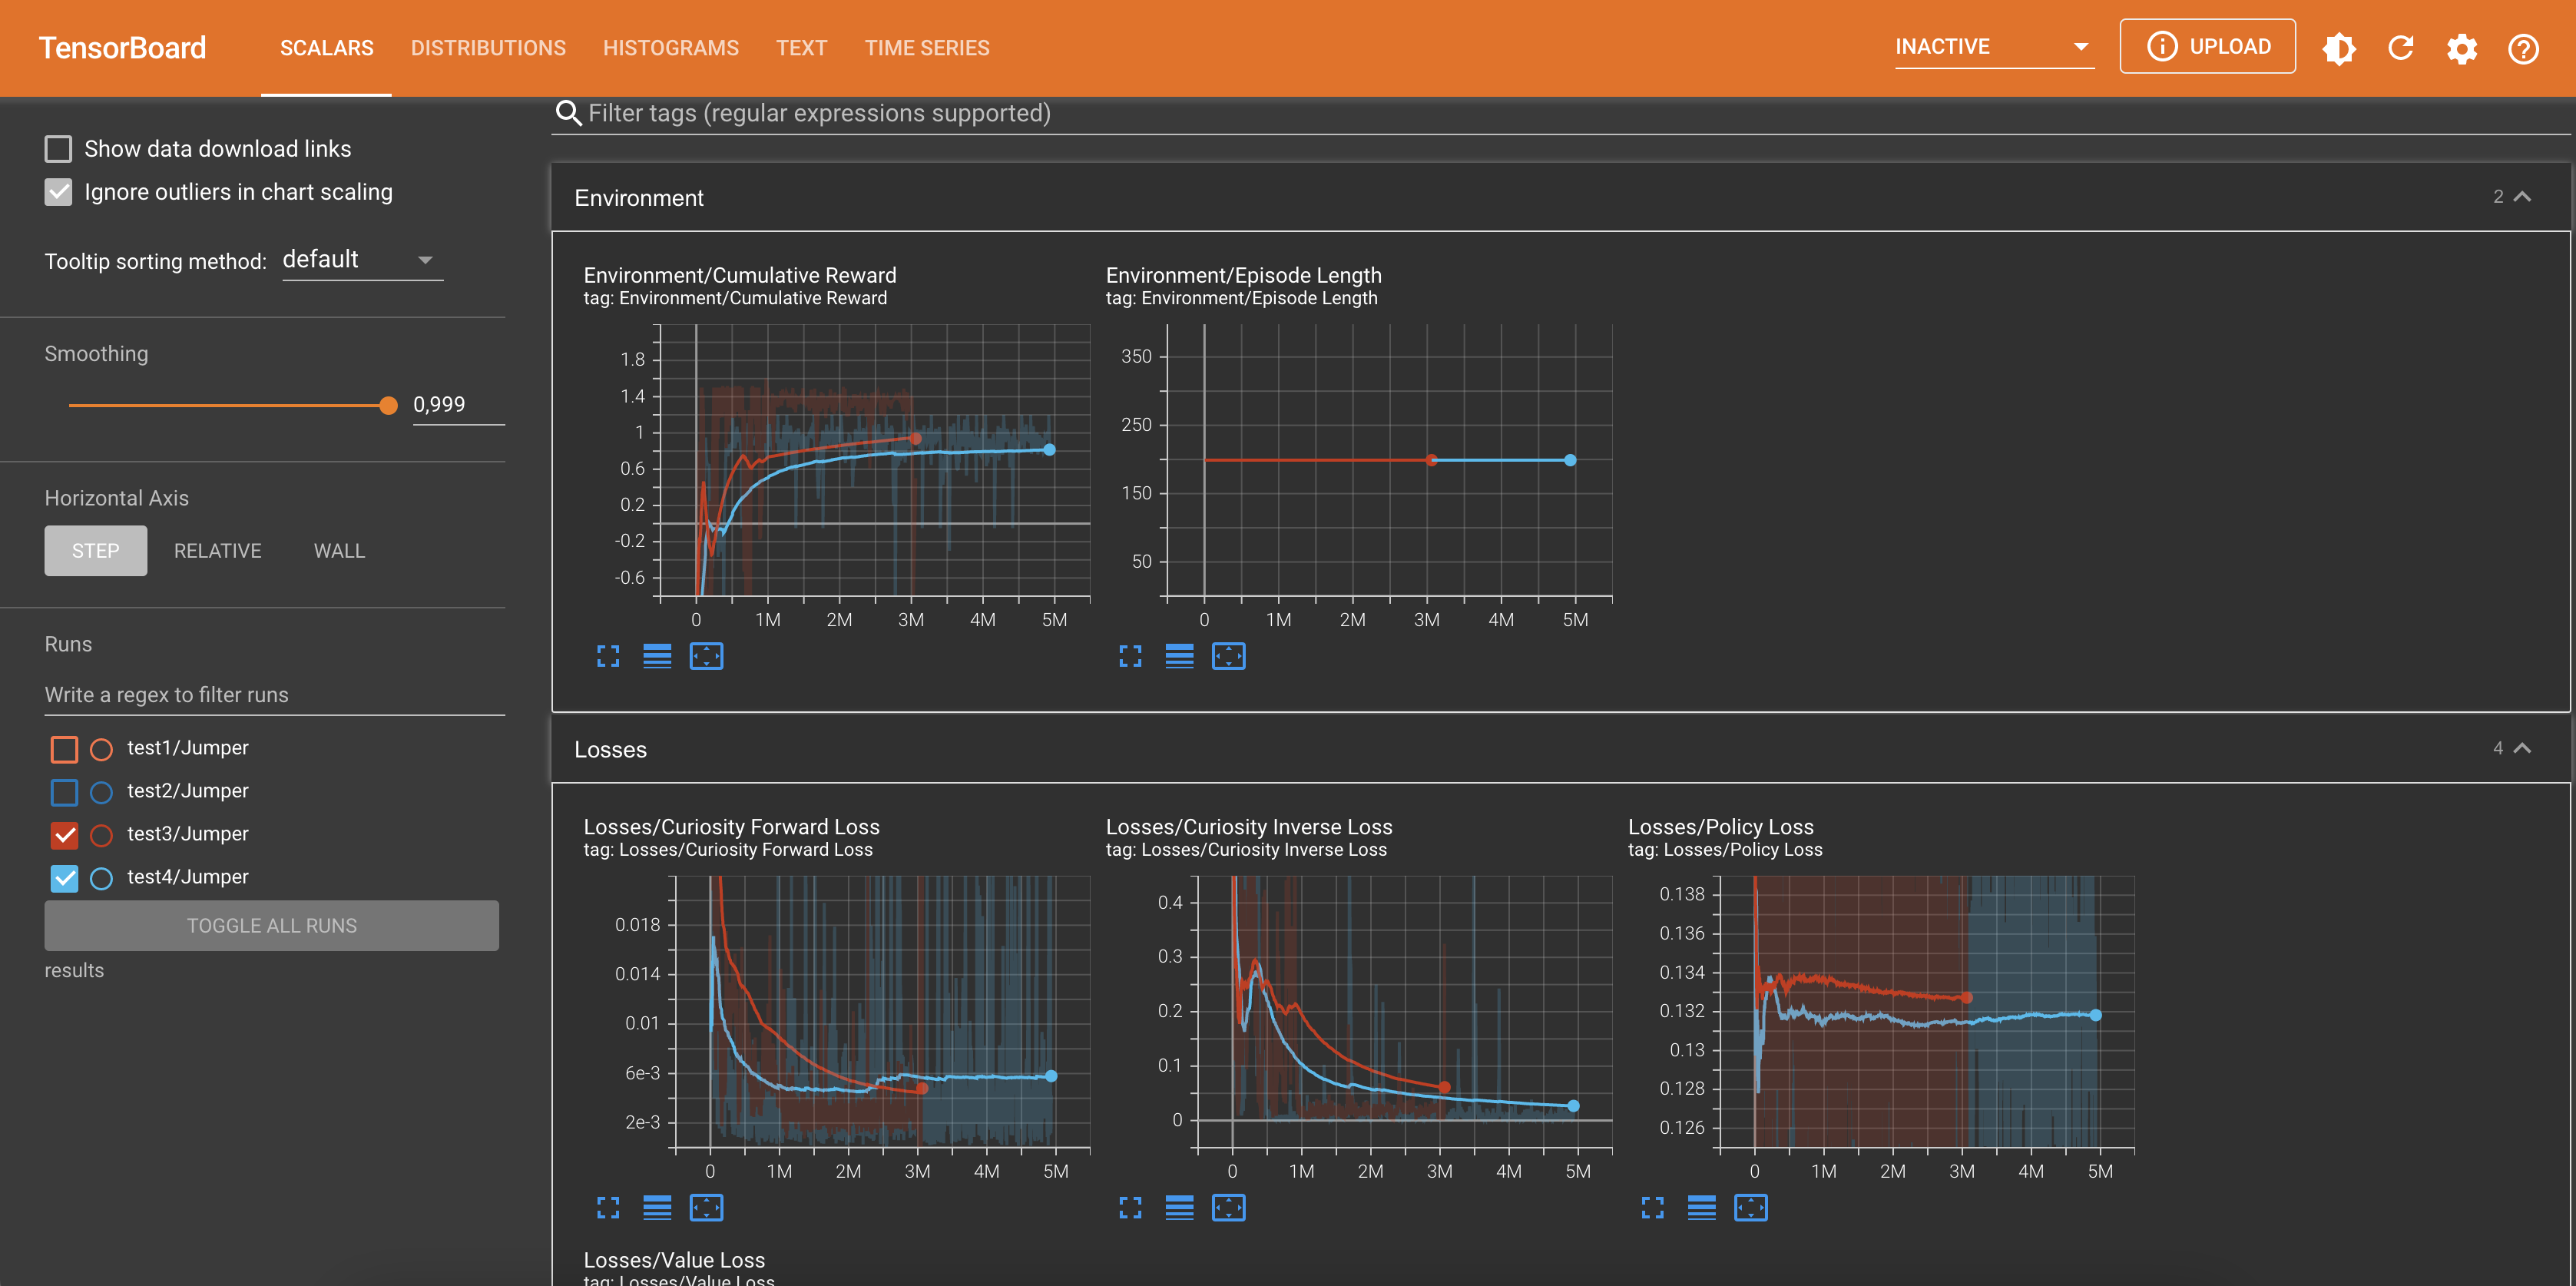 TensorBoard SCALARS DISTRIBUTIONS HISTOGRAMS TEXT TIME SERIES INACTIVE UPLOAD
Show data download links
Ignore outliers in chart scaling
Tooltip sorting method: default
Smoothing
0,999
Horizontal Axis
STEP RELATIVE WALL
Runs
Write a regex to filter runs
test1/Jumper
test2/Jumper
test3/Jumper
test4/Jumper
TOGGLE ALL RUNS
results
Filter tags (regular expressions supported)
Environment 2
Environment/Cumulative Reward
tag: Environment/Cumulative Reward
1.8
1.4
1
0.6
0.2
-0.2
-0.6
0 1M 2M 3M 4M 5M
Environment/Episode Length
tag: Environment/Episode Length
350
250
150
50
0 1M 2M 3M 4M 5M
Losses 4
Losses/Curiosity Forward Loss
tag: Losses/Curiosity Forward Loss
0.018
0.014
0.01
6e-3
2e-3
0 1M 2M 3M 4M 5M
Losses/Curiosity Inverse Loss
tag: Losses/Curiosity Inverse Loss
0.4
0.3
0.2
0.1
0
0 1M 2M 3M 4M 5M
Losses/Policy Loss
tag: Losses/Policy Loss
0.138
0.136
0.134
0.132
0.13
0.128
0.126
0 1M 2M 3M 4M 5M
Losses/Value Loss
tag: Losses/Value Loss